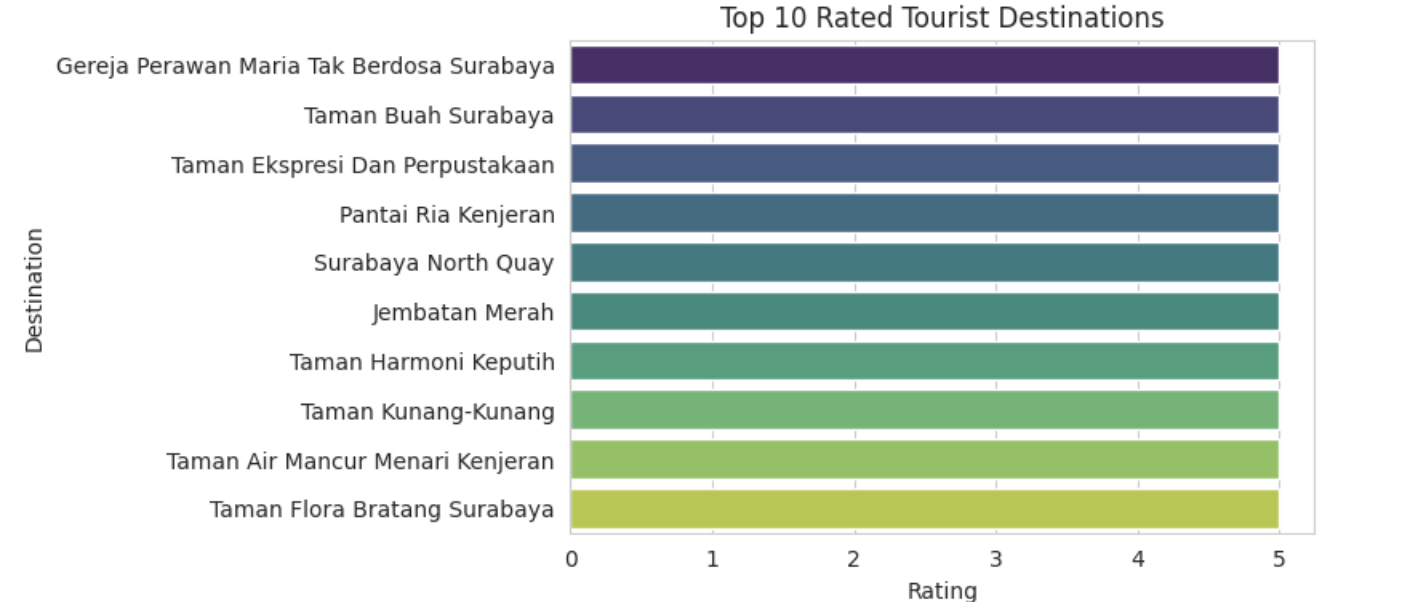 Top 10 Rated Tourist Destinations
Gereja Perawan Maria Tak Berdosa Surabaya
Taman Buah Surabaya
Taman Ekspresi Dan Perpustakaan
Pantai Ria Kenjeran
Surabaya North Quay
Jembatan Merah
Taman Harmoni Keputih
Taman Kunang-Kunang
Taman Air Mancur Menari Kenjeran
Taman Flora Bratang Surabaya
Destination
0 1 2 3 4 5
Rating